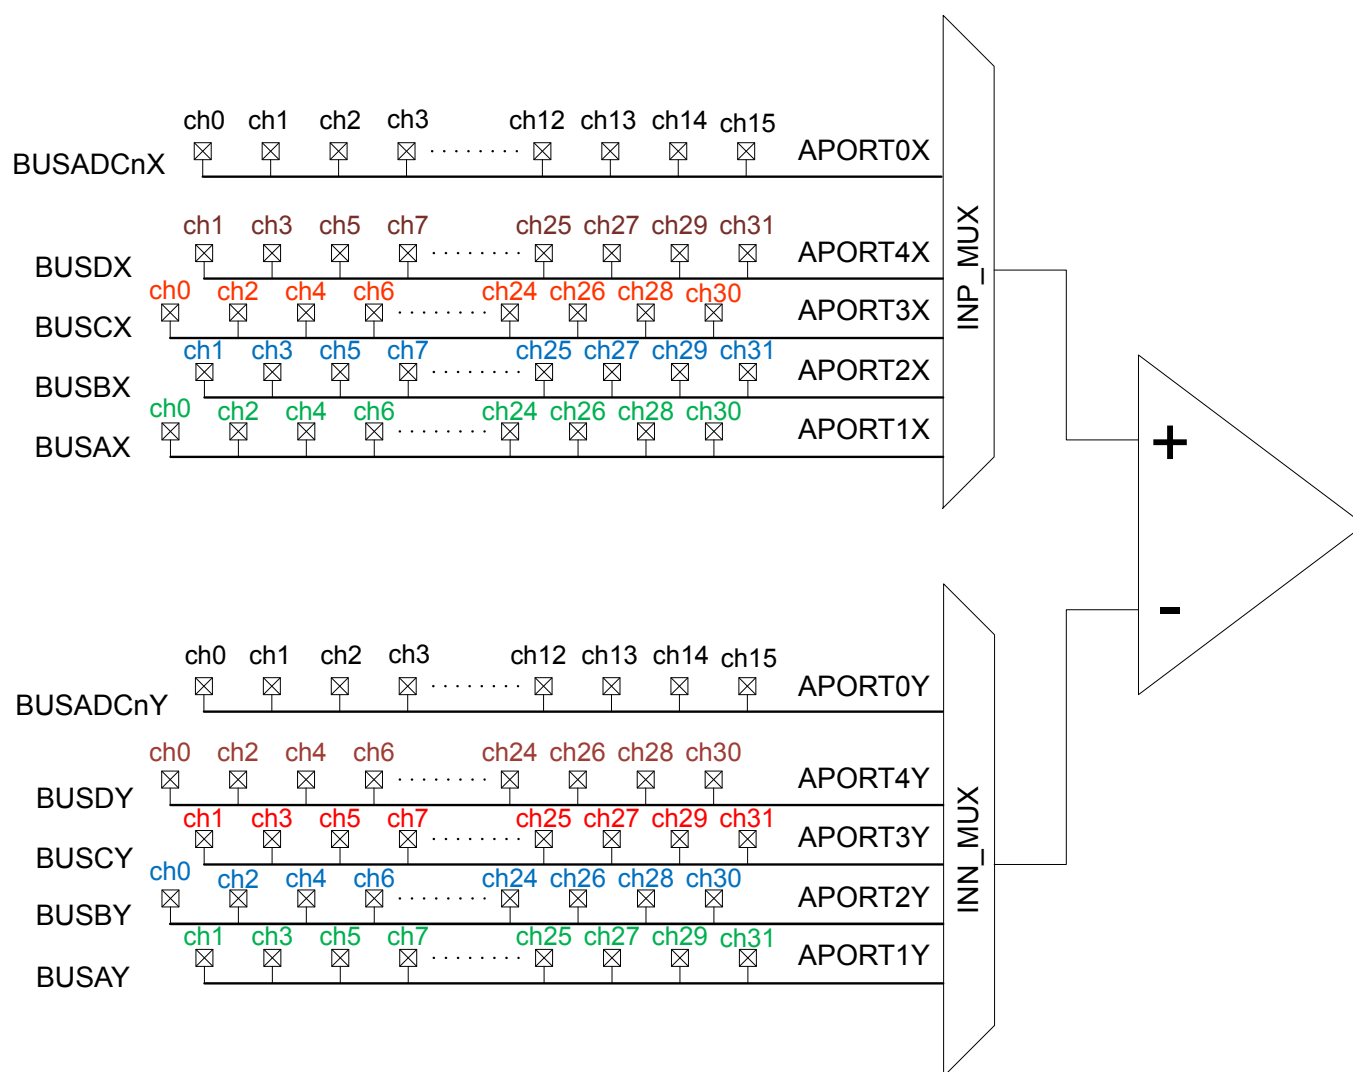 ch0 ch1 ch2 ch3 ch12 ch13 ch14 ch15
BUSADCnX APORT0X
ch1 ch3 ch5 ch7 ch25 ch27 ch29 ch31
BUSDX APORT4X
ch0 ch2 ch4 ch6 ch24 ch26 ch28 ch30
BUSCX APORT3X
ch1 ch3 ch5 ch7 ch25 ch27 ch29 ch31
BUSBX APORT2X
ch0 ch2 ch4 ch6 ch24 ch26 ch28 ch30
BUSAX APORT1X
INP_MUX
+
-
ch0 ch1 ch2 ch3 ch12 ch13 ch14 ch15
BUSADCnY APORT0Y
ch0 ch2 ch4 ch6 ch24 ch26 ch28 ch30
BUSDY APORT4Y
ch1 ch3 ch5 ch7 ch25 ch27 ch29 ch31
BUSCY APORT3Y
ch0 ch2 ch4 ch6 ch24 ch26 ch28 ch30
BUSBY APORT2Y
ch1 ch3 ch5 ch7 ch25 ch27 ch29 ch31
BUSAY APORT1Y
INN_MUX